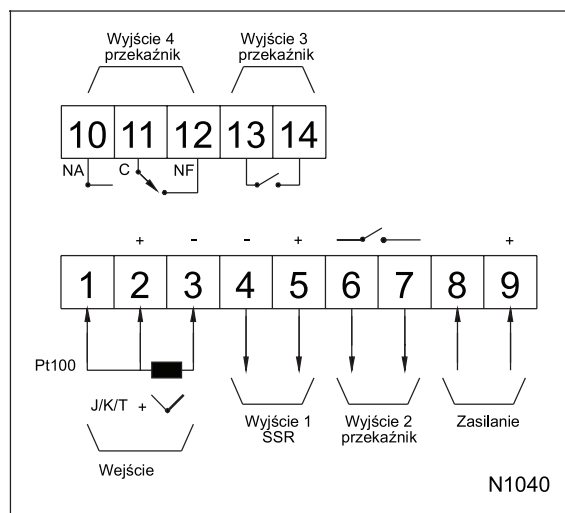 Wyjście 4
przekaźnik
Wyjście 3
przekaźnik
10 11 12 13 14
NA C NF
+ - - + +
1 2 3 4 5 6 7 8 9
Pt100
J/K/T +
Wejście
Wyjście 1
SSR
Wyjście 2
przekaźnik
Zasilanie
N1040